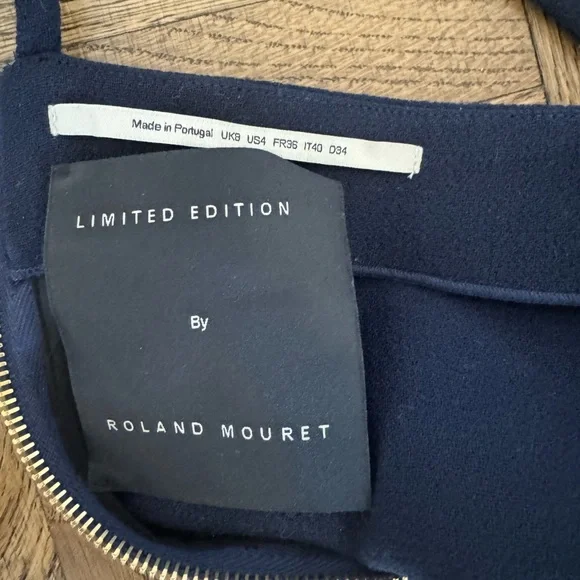 Made in Portugal UK8 US4 FR36 IT40 D34
LIMITED EDITION
By
ROLAND MOURET